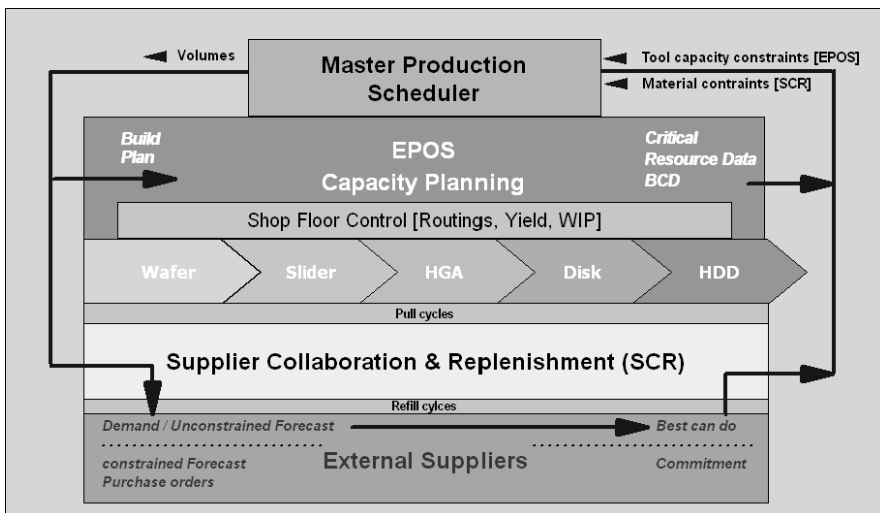 Volumes
Master Production
Scheduler
Tool capacity constraints [EPOS]
Material contraints [SCR]
Build
Plan
EPOS
Capacity Planning
Critical
Resource Data
BCD
Shop Floor Control [Routings, Yield, WIP]
Wafer
Slider
HGA
Disk
HDD
Pull cycles
Supplier Collaboration & Replenishment (SCR)
Refill cylces
Demand / Unconstrained Forecast
Best can do
constrained Forecast
Purchase orders
External Suppliers
Commitment